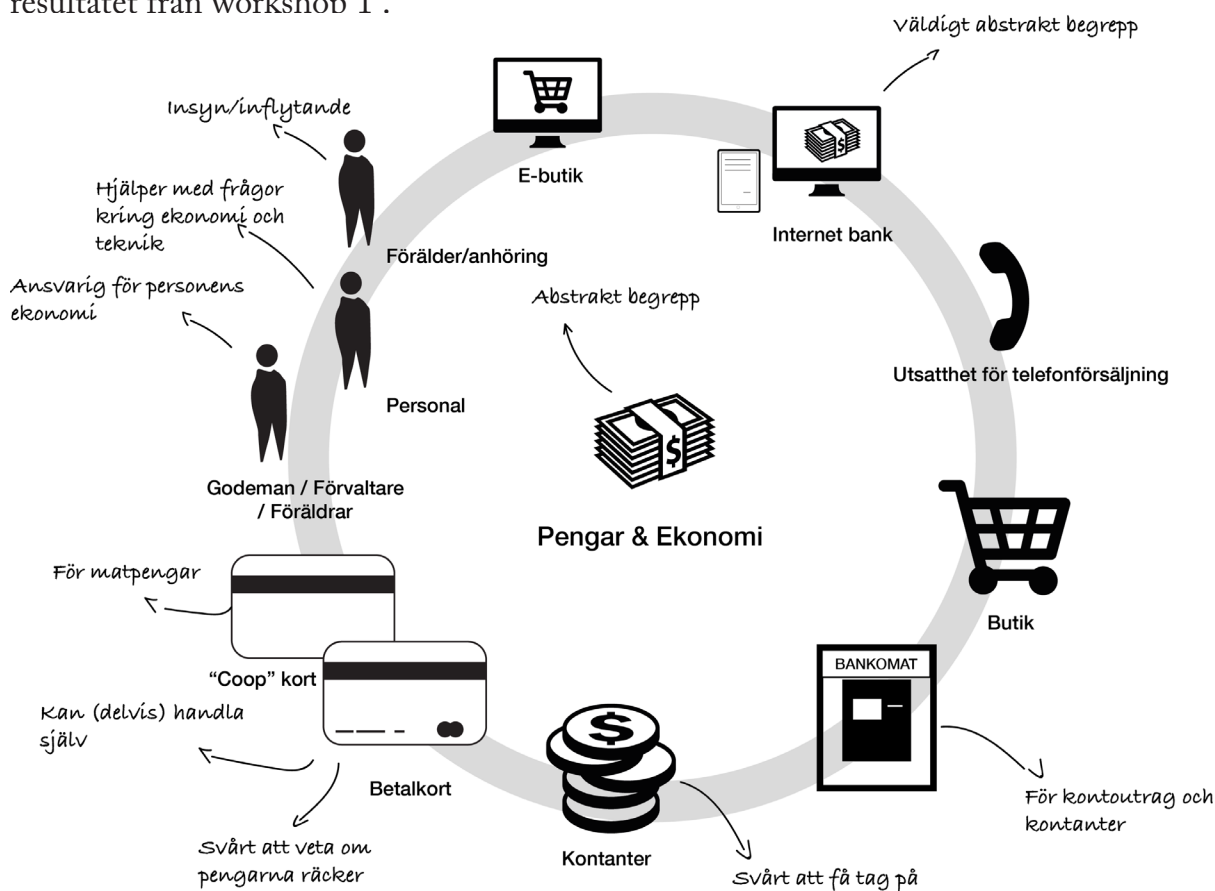 resultatet från workshop 1 .
Väldigt abstrakt begrepp
Insyn/inflytande
E-butik
Internet bank
Hjälper med frågor
kring ekonomi och
teknik
Förälder/anhöring
Ansvarig för personens
ekonomi
Abstrakt begrepp
Utsatthet för telefonförsäljning
Personal
$
Godeman / Förvaltare
/ Föräldrar
Pengar & Ekonomi
För matpengar
Butik
"Coop" kort
BANKOMAT
Kan (delvis) handla
själv
Betalkort
$
För kontoutrag och
kontanter
Svårt att veta om
pengarna räcker
Kontanter
Svårt att få tag på